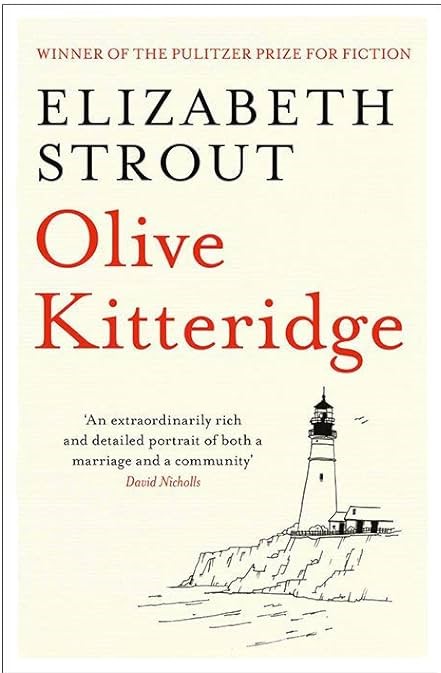 WINNER OF THE PULITZER PRIZE FOR FICTION
ELIZABETH
STROUT
Olive
Kitteridge
‘An extraordinarily rich
and detailed portrait of both a
marriage and a community’
David Nicholls